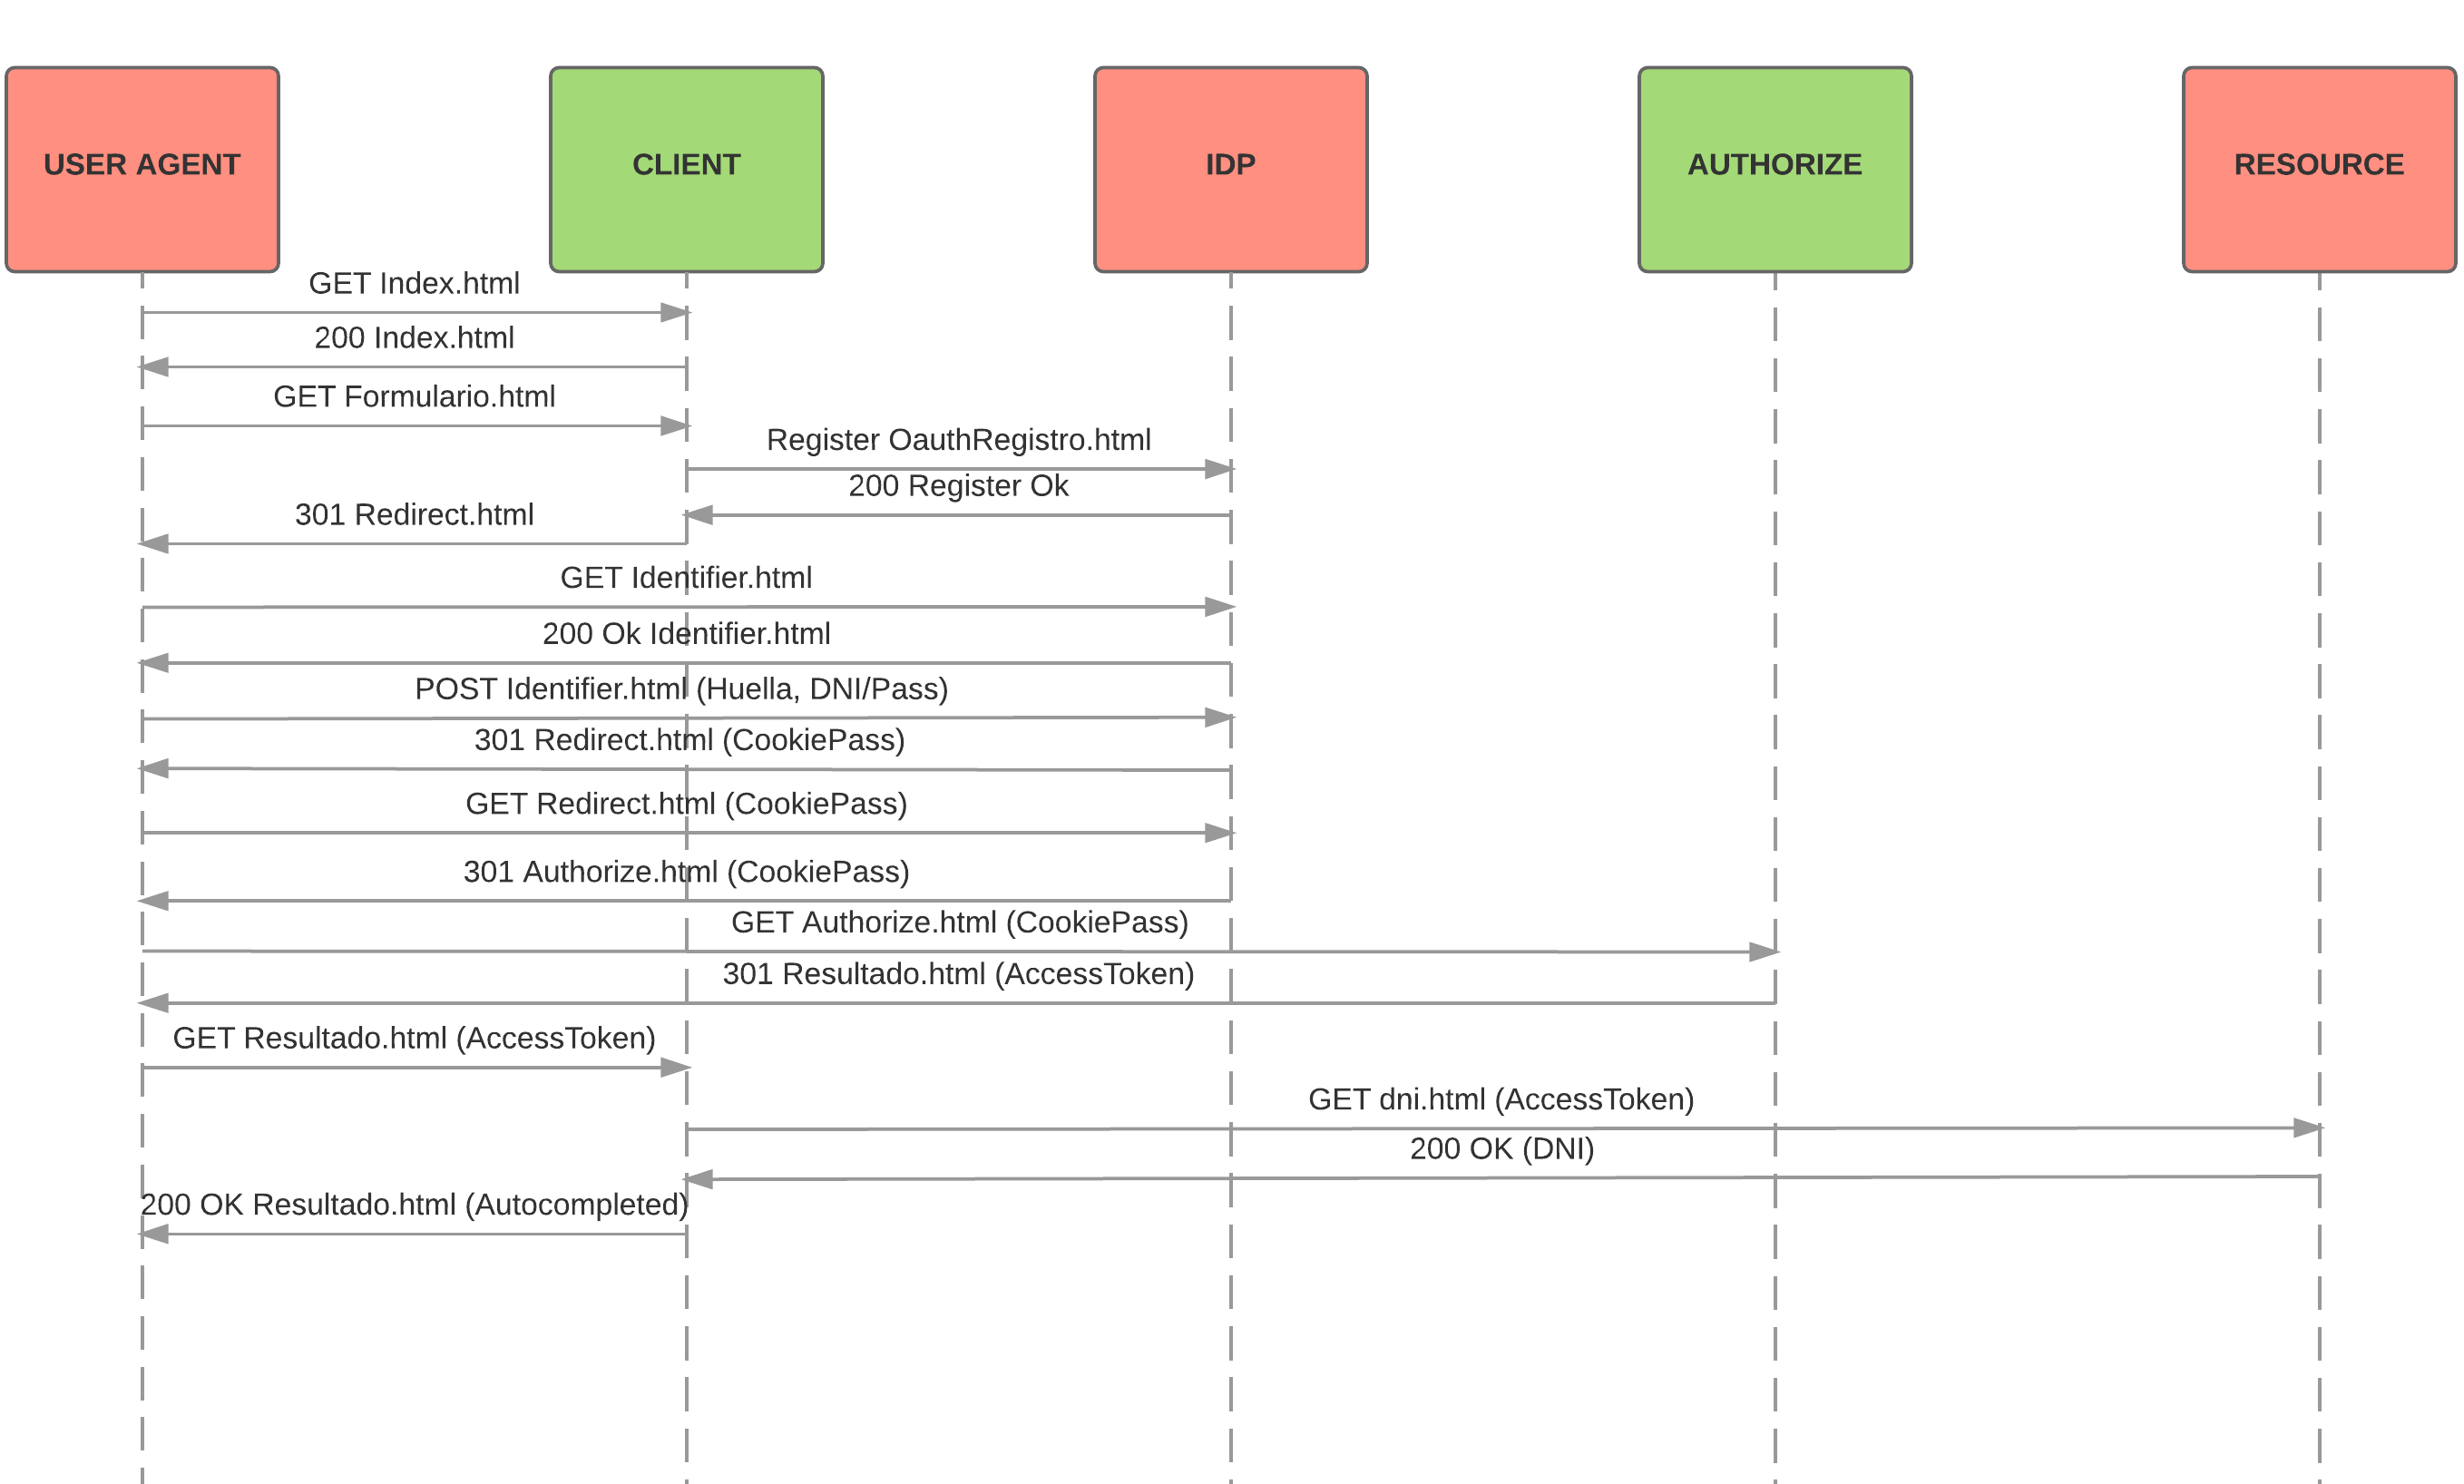 USER AGENT
CLIENT
IDP
AUTHORIZE
RESOURCE
GET Index.html
200 Index.html
GET Formulario.html
Register OauthRegistro.html
200 Register Ok
301 Redirect.html
GET Identifier.html
200 Ok Identifier.html
POST Identifier.html (Huella, DNI/Pass)
301 Redirect.html (CookiePass)
GET Redirect.html (CookiePass)
301 Authorize.html (CookiePass)
GET Authorize.html (CookiePass)
301 Resultado.html (AccessToken)
GET Resultado.html (AccessToken)
GET dni.html (AccessToken)
200 OK (DNI)
200 OK Resultado.html (Autocompleted)